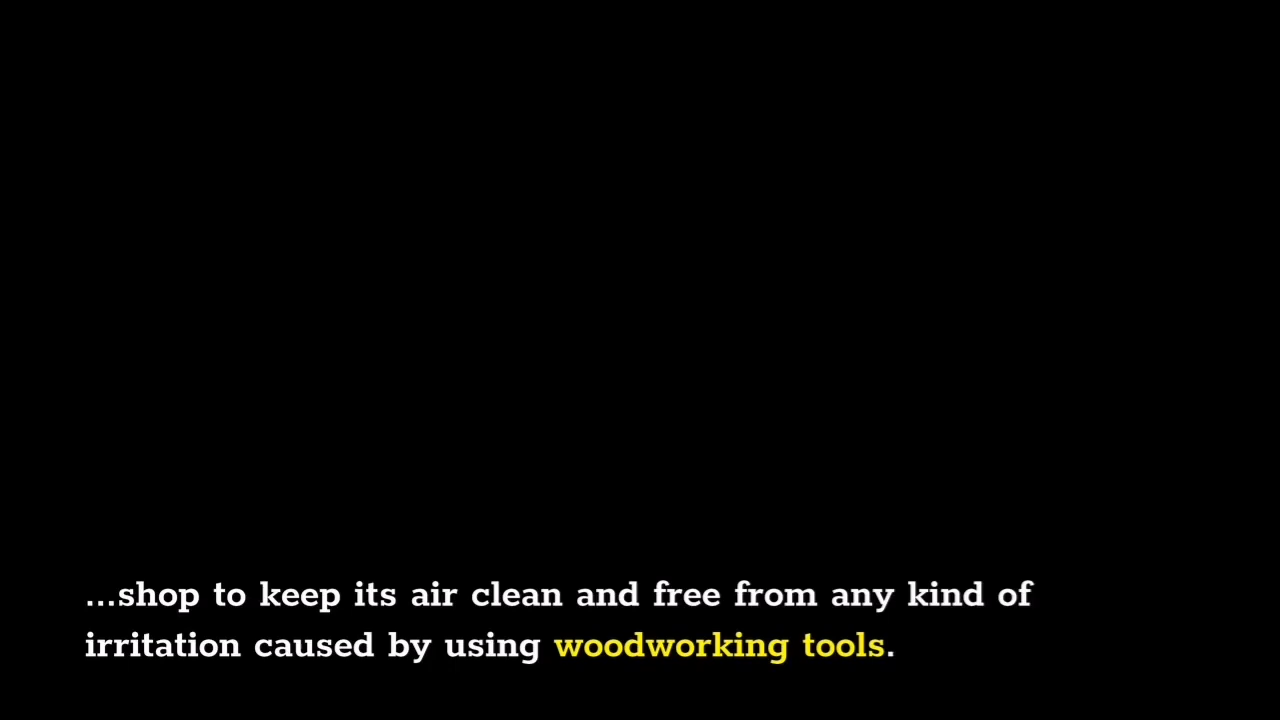 ...shop to keep its air clean and free from any kind of
irritation caused by using woodworking tools.